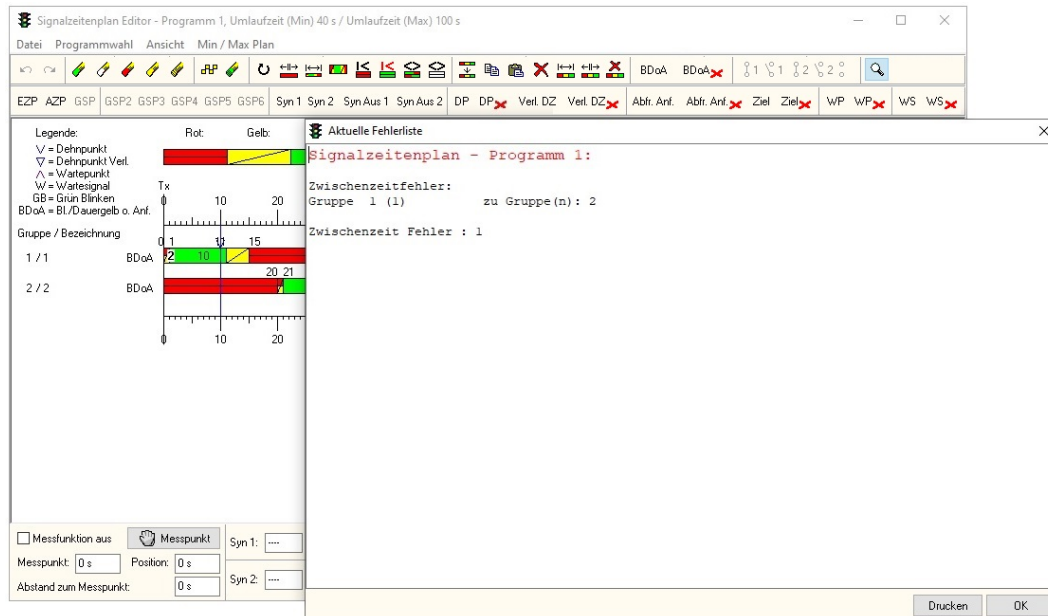 Signalzeitenplan Editor - Programm 1, Umlaufzeit (Min) 40 s / Umlaufzeit (Max) 100 s
Datei Programmwahl Ansicht Min / Max Plan
BDoA BDoA 1 1 2 2
EZP AZP GSP GSP2 GSP3 GSP4 GSP5 GSP6 Syn 1 Syn 2 Syn Aus 1 Syn Aus 2 DP DP Verl. DZ Verl. DZ Abfr. Anf. Abfr. Anf. Ziel Ziel WP WP WS WS
Legende: Rot: Gelb:
V = Dehnpunkt
∇ = Dehnpunkt Verl.
Λ = Wartepunkt
W = Wartesignal
GB = Grün Blinken
BDoA = Bl./Dauergelb o. Anf.
Tx
0 10 20
Gruppe / Bezeichnung
0 1 11 15
1 / 1 BDoA 2 10
20 21
2 / 2 BDoA
0 10 20
Messfunktion aus Messpunkt
Messpunkt: 0 s Position: 0 s
Abstand zum Messpunkt: 0 s
Syn 1: ----
Syn 2: ----
Aktuelle Fehlerliste
Signalzeitenplan - Programm 1:
Zwischenzeitfehler:
Gruppe 1 (1) zu Gruppe(n): 2
Zwischenzeit Fehler : 1
Drucken OK